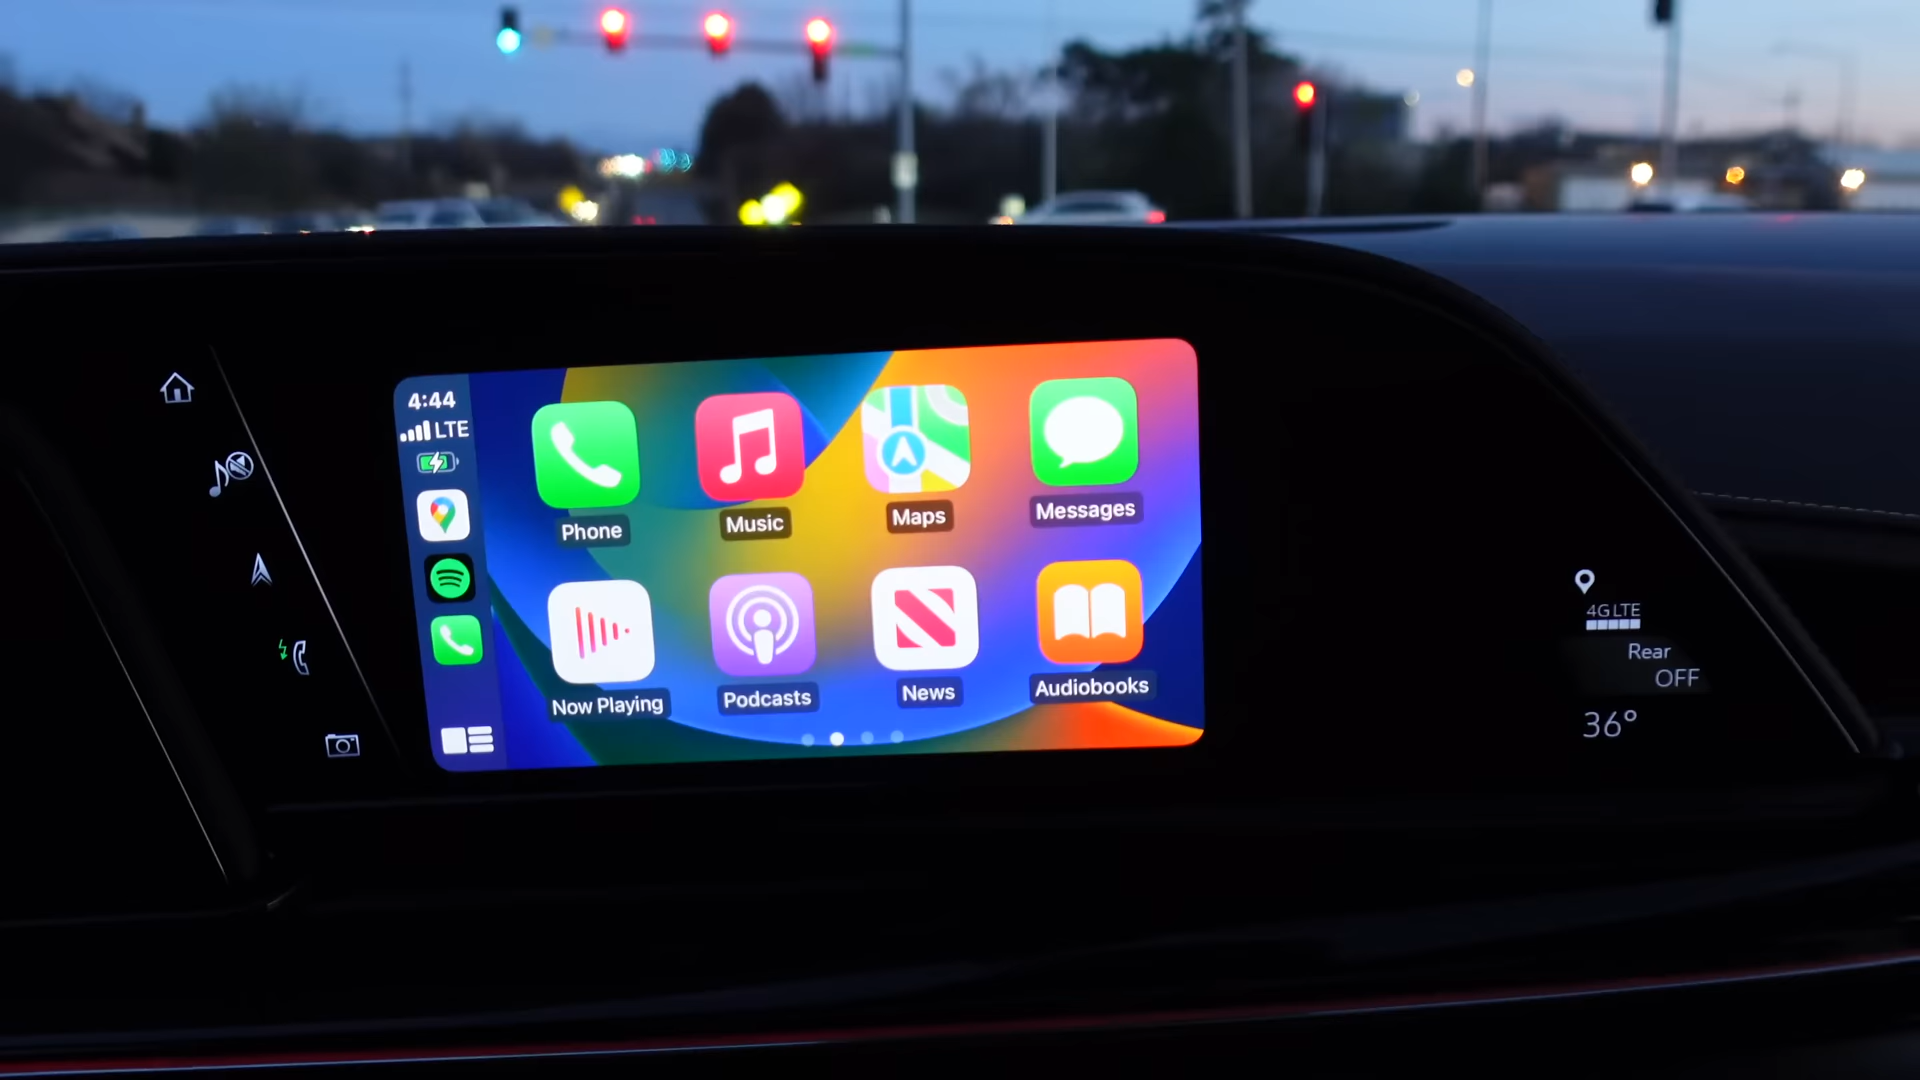 4:44
LTE
Phone
Music
Maps
Messages
Now Playing
Podcasts
News
Audiobooks
4G LTE
Rear
OFF
36°